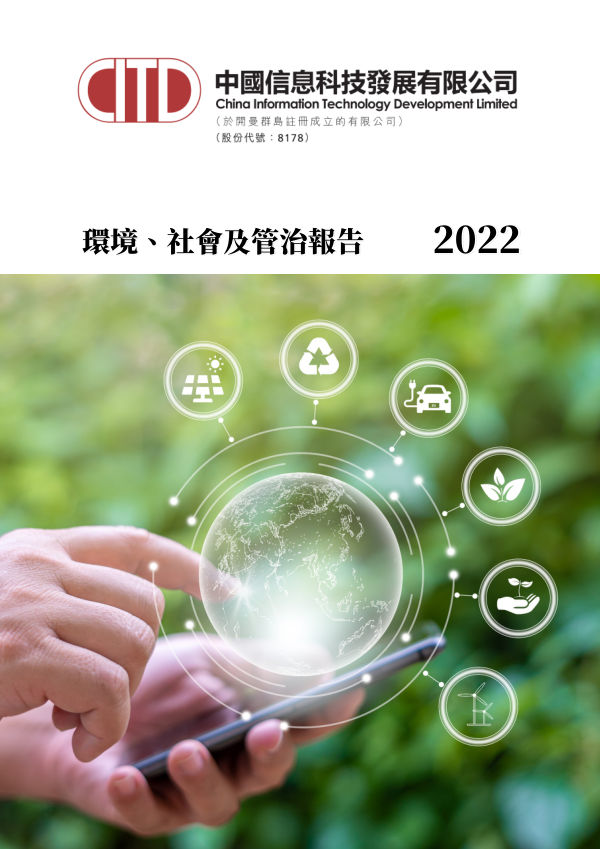 CITD
中國信息科技發展有限公司
China Information Technology Development Limited
（於開曼群島註冊成立的有限公司）
（股份代號：8178）
環境、社會及管治報告 2022